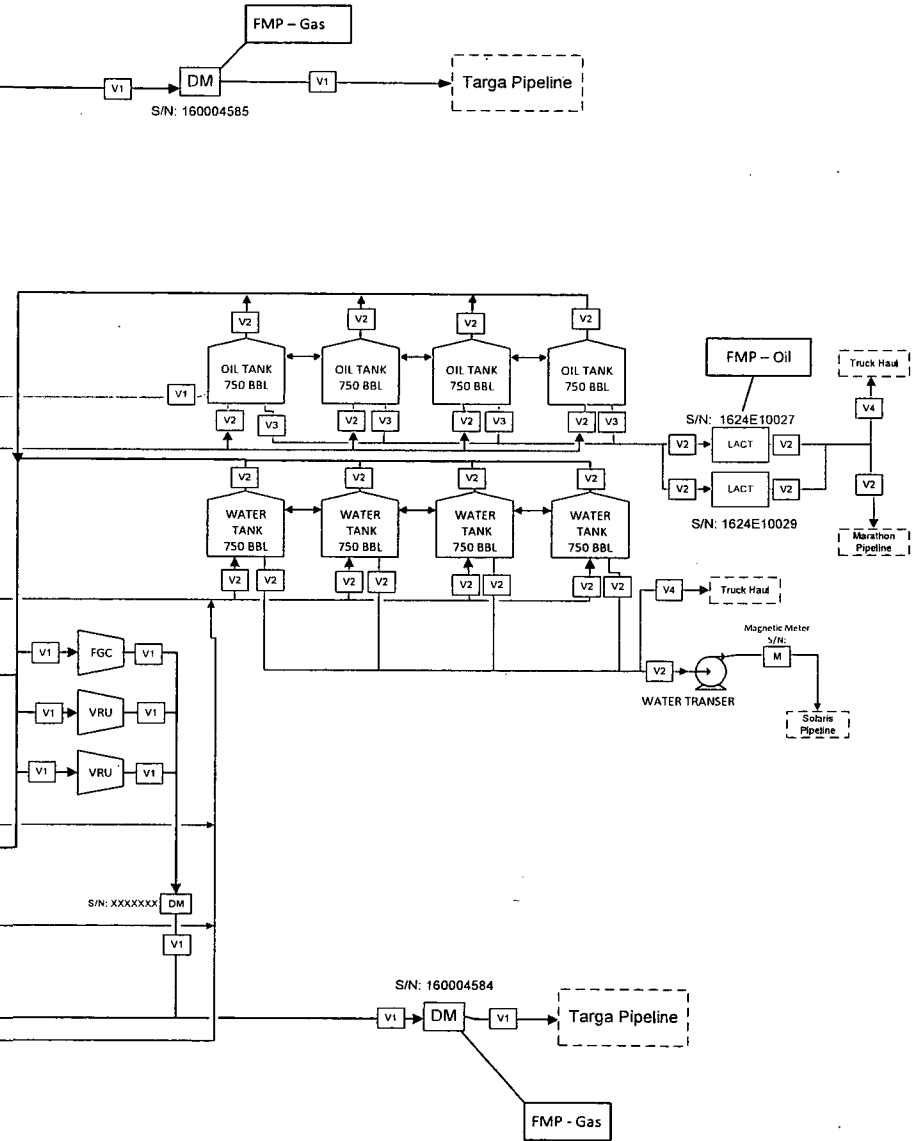 FMP – Gas
V1
DM
V1
Targa Pipeline
S/N: 160004585
V2
V2
V2
V2
OIL TANK
750 BBL
OIL TANK
750 BBL
OIL TANK
750 BBL
OIL TANK
750 BBL
FMP – Oil
Truck Haul
V1
V4
V2
V3
V2
V3
V2
V3
V2
V3
S/N: 1624E10027
V2
LACT
V2
V2
LACT
V2
V2
S/N: 1624E10029
Marathon
Pipeline
V2
V2
V2
V2
WATER
TANK
750 BBL
WATER
TANK
750 BBL
WATER
TANK
750 BBL
WATER
TANK
750 BBL
V2
V2
V2
V2
V2
V2
V2
V2
V4
Truck Haul
Magnetic Meter
S/N:
V2
M
WATER TRANSER
Solaris
Pipeline
V1
FGC
V1
V1
VRU
V1
V1
VRU
V1
S/N: XXXXXXX
DM
V1
S/N: 160004584
V1
DM
V1
Targa Pipeline
FMP - Gas